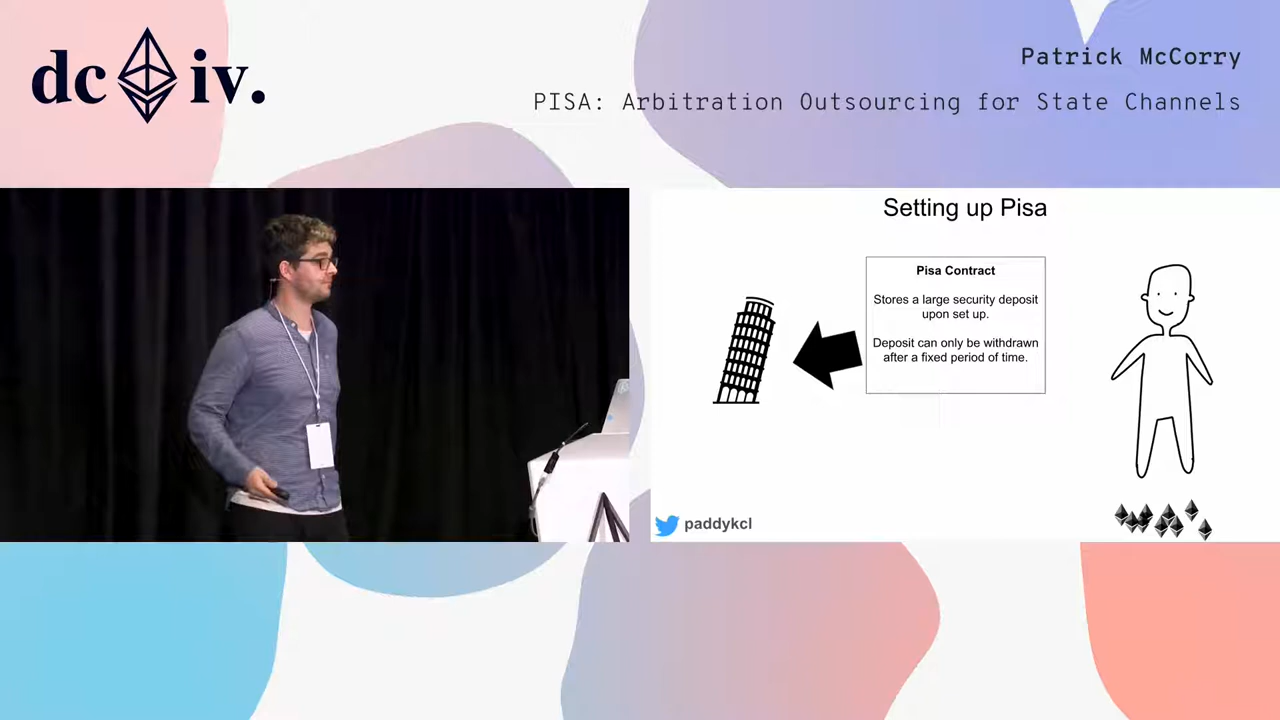 dc iv.
Patrick McCorry
PISA: Arbitration Outsourcing for State Channels
Setting up Pisa
Pisa Contract
Stores a large security deposit
upon set up.
Deposit can only be withdrawn
after a fixed period of time.
paddykcl